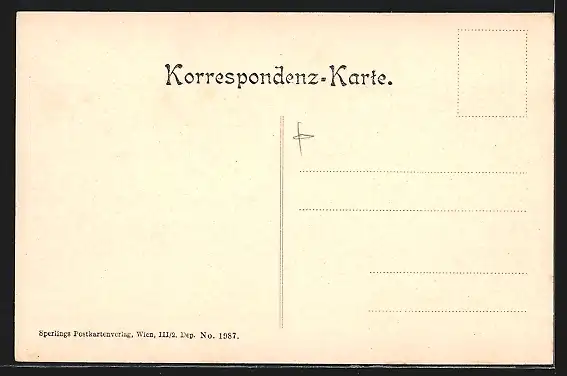 Korrespondenz-Karte.
Sperlings Postkartenverlag, Wien, III/2. Dep. No. 1987.